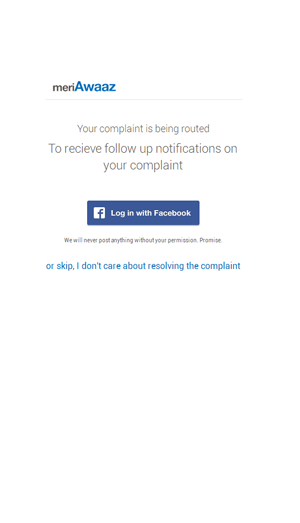 meriAwaaz
Your complaint is being routed
To recieve follow up notifications on
your complaint
Log in with Facebook
We will never post anything without your permission. Promise.
or skip, I don't care about resolving the complaint